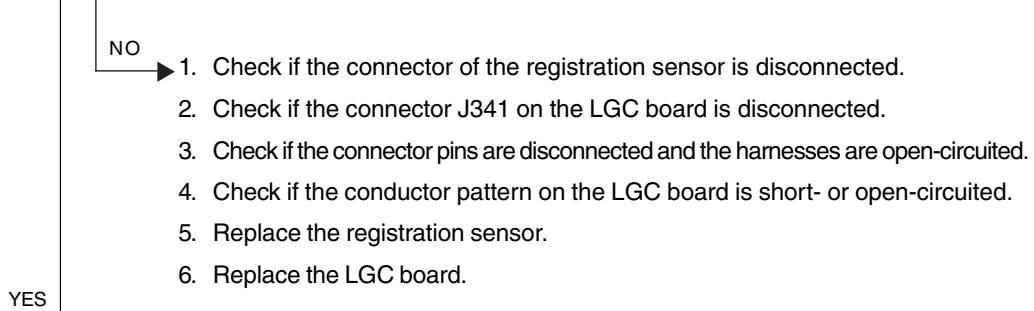 NO
1. Check if the connector of the registration sensor is disconnected.
2. Check if the connector J341 on the LGC board is disconnected.
3. Check if the connector pins are disconnected and the harnesses are open-circuited.
4. Check if the conductor pattern on the LGC board is short- or open-circuited.
5. Replace the registration sensor.
6. Replace the LGC board.
YES